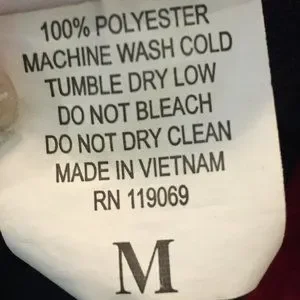 100% POLYESTER
MACHINE WASH COLD
TUMBLE DRY LOW
DO NOT BLEACH
DO NOT DRY CLEAN
MADE IN VIETNAM
RN 119069
M